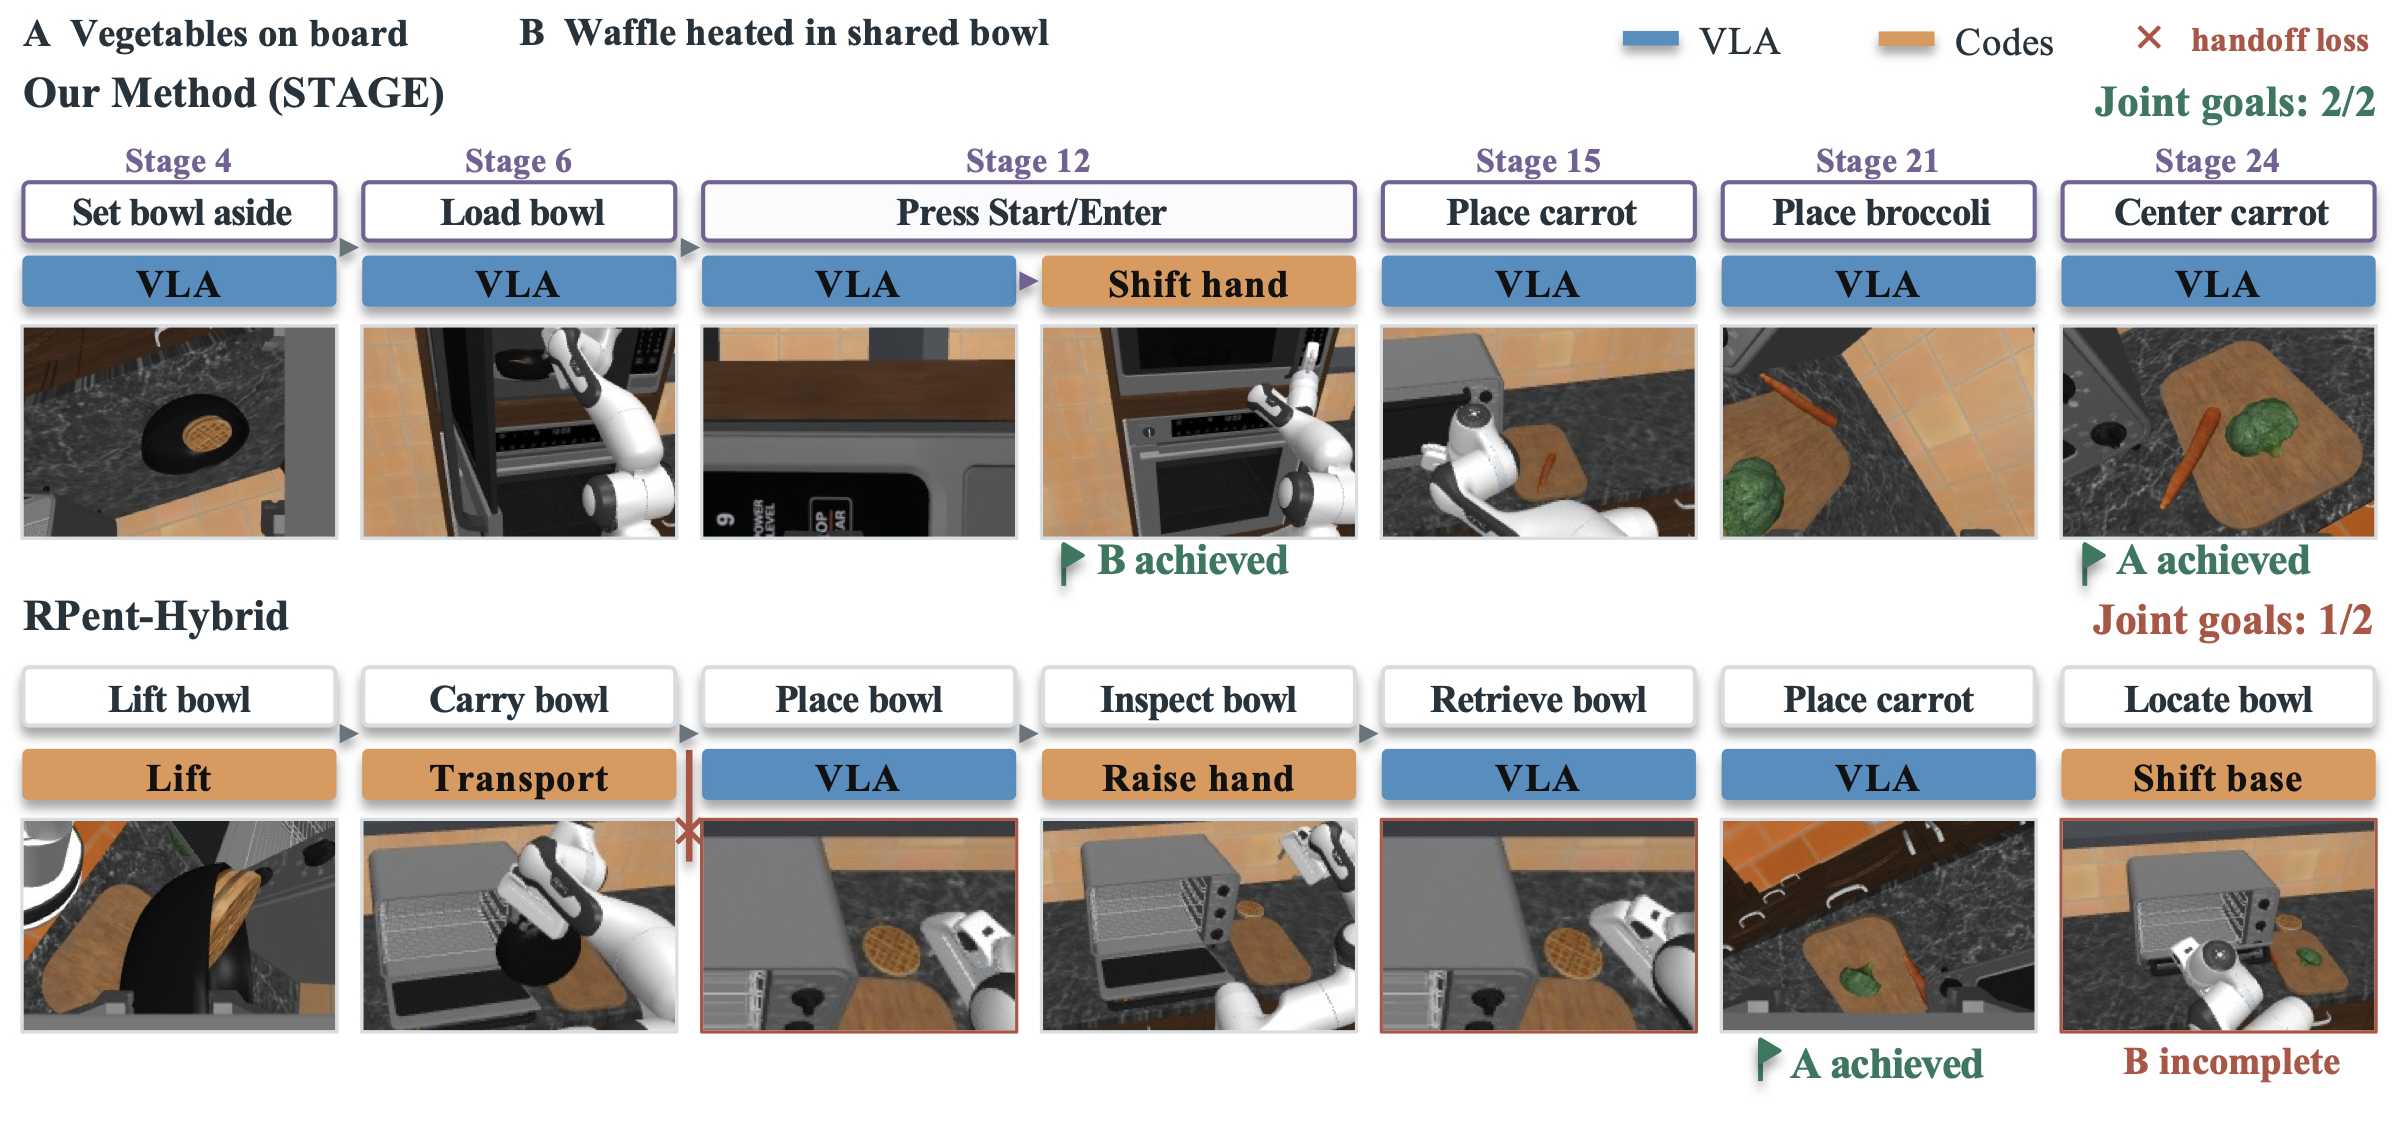 A Vegetables on board B Waffle heated in shared bowl VLA Codes × handoff loss
Our Method (STAGE) Joint goals: 2/2
Stage 4 Stage 6 Stage 12 Stage 15 Stage 21 Stage 24
Set bowl aside Load bowl Press Start/Enter Place carrot Place broccoli Center carrot
VLA VLA VLA Shift hand VLA VLA VLA
9 POWER LEVEL
B achieved A achieved
RPent-Hybrid Joint goals: 1/2
Lift bowl Carry bowl Place bowl Inspect bowl Retrieve bowl Place carrot Locate bowl
Lift Transport VLA Raise hand VLA VLA Shift base
A achieved B incomplete